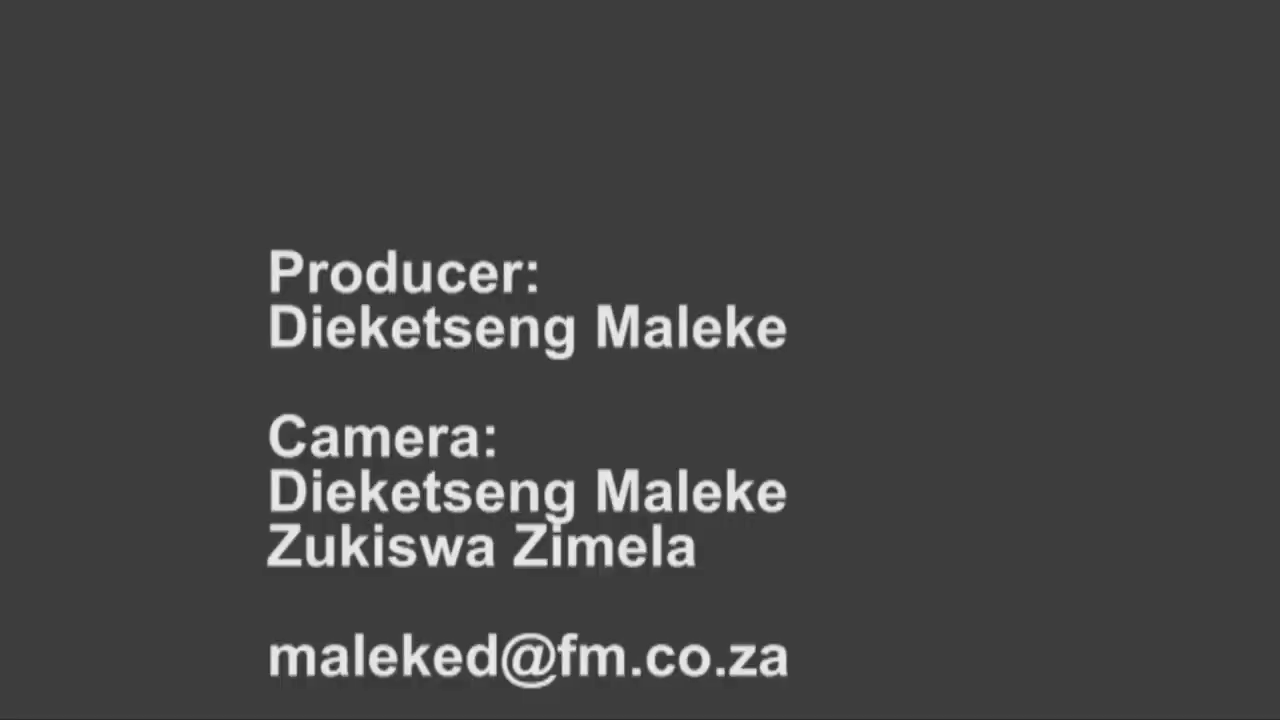 Producer:
Dieketseng Maleke
Camera:
Dieketseng Maleke
Zukiswa Zimela
maleked@fm.co.za